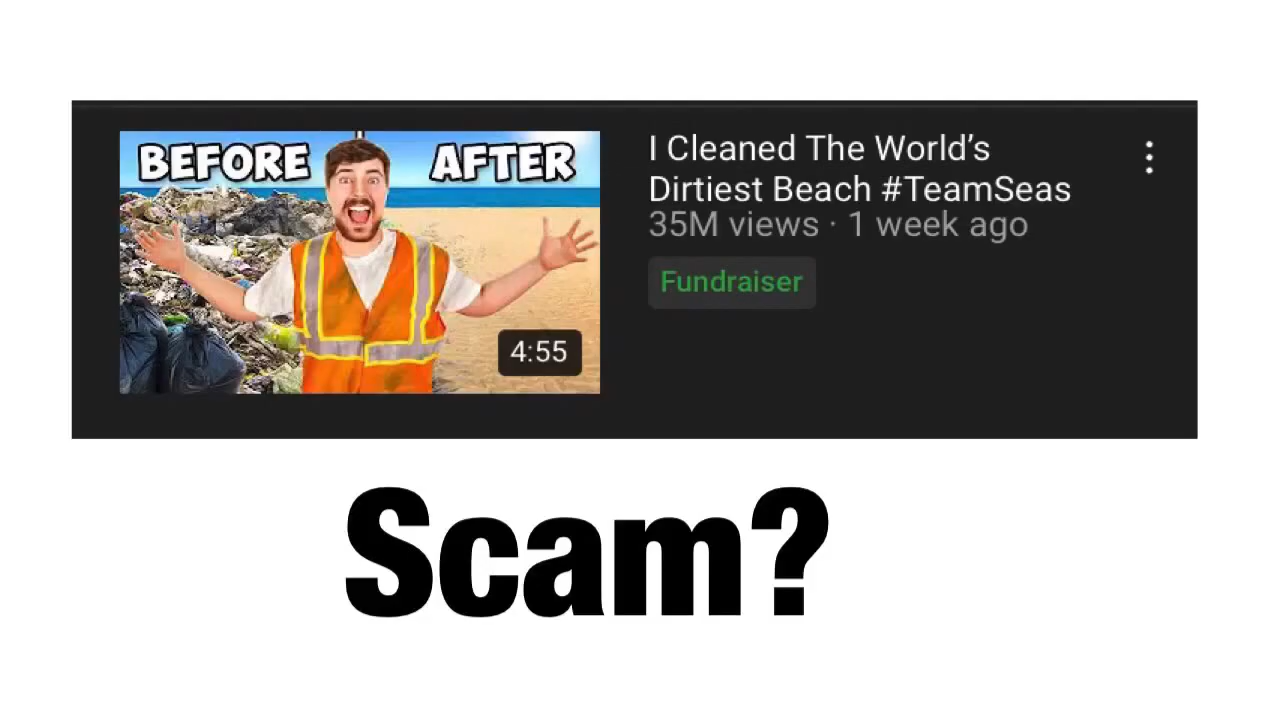 BEFORE AFTER
4:55
I Cleaned The World's
Dirtiest Beach #TeamSeas
35M views · 1 week ago
Fundraiser
Scam?